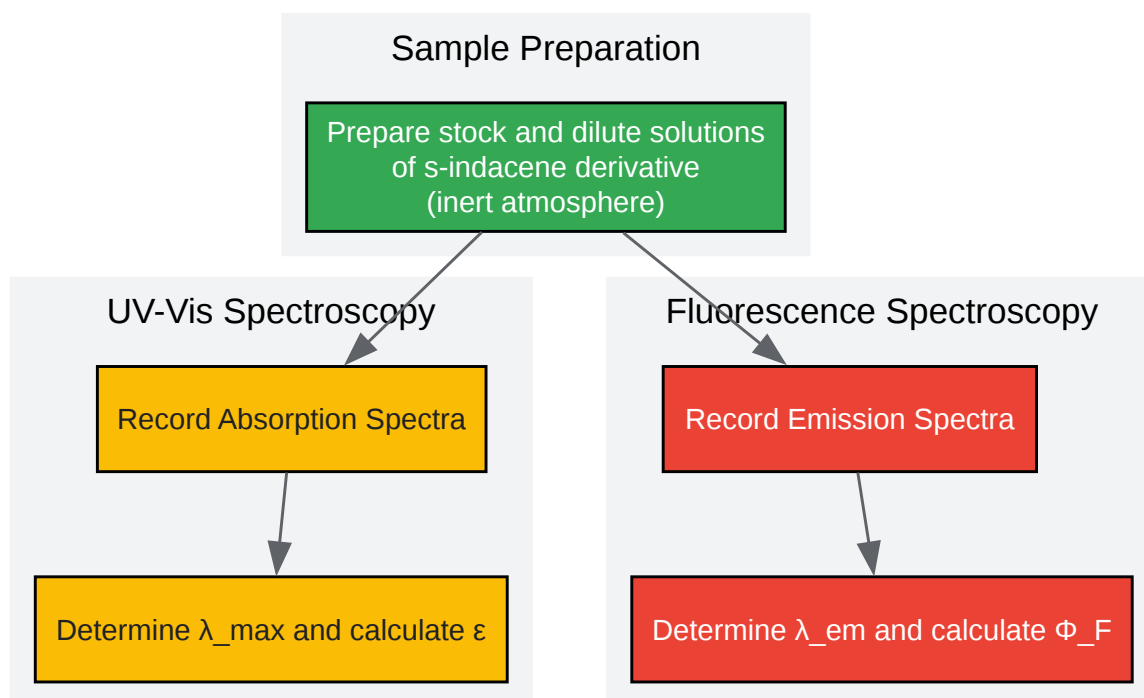 Sample Preparation
Prepare stock and dilute solutions
of s-indacene derivative
(inert atmosphere)
UV-Vis Spectroscopy
Record Absorption Spectra
Determine λ_max and calculate ε
Fluorescence Spectroscopy
Record Emission Spectra
Determine λ_em and calculate Φ_F